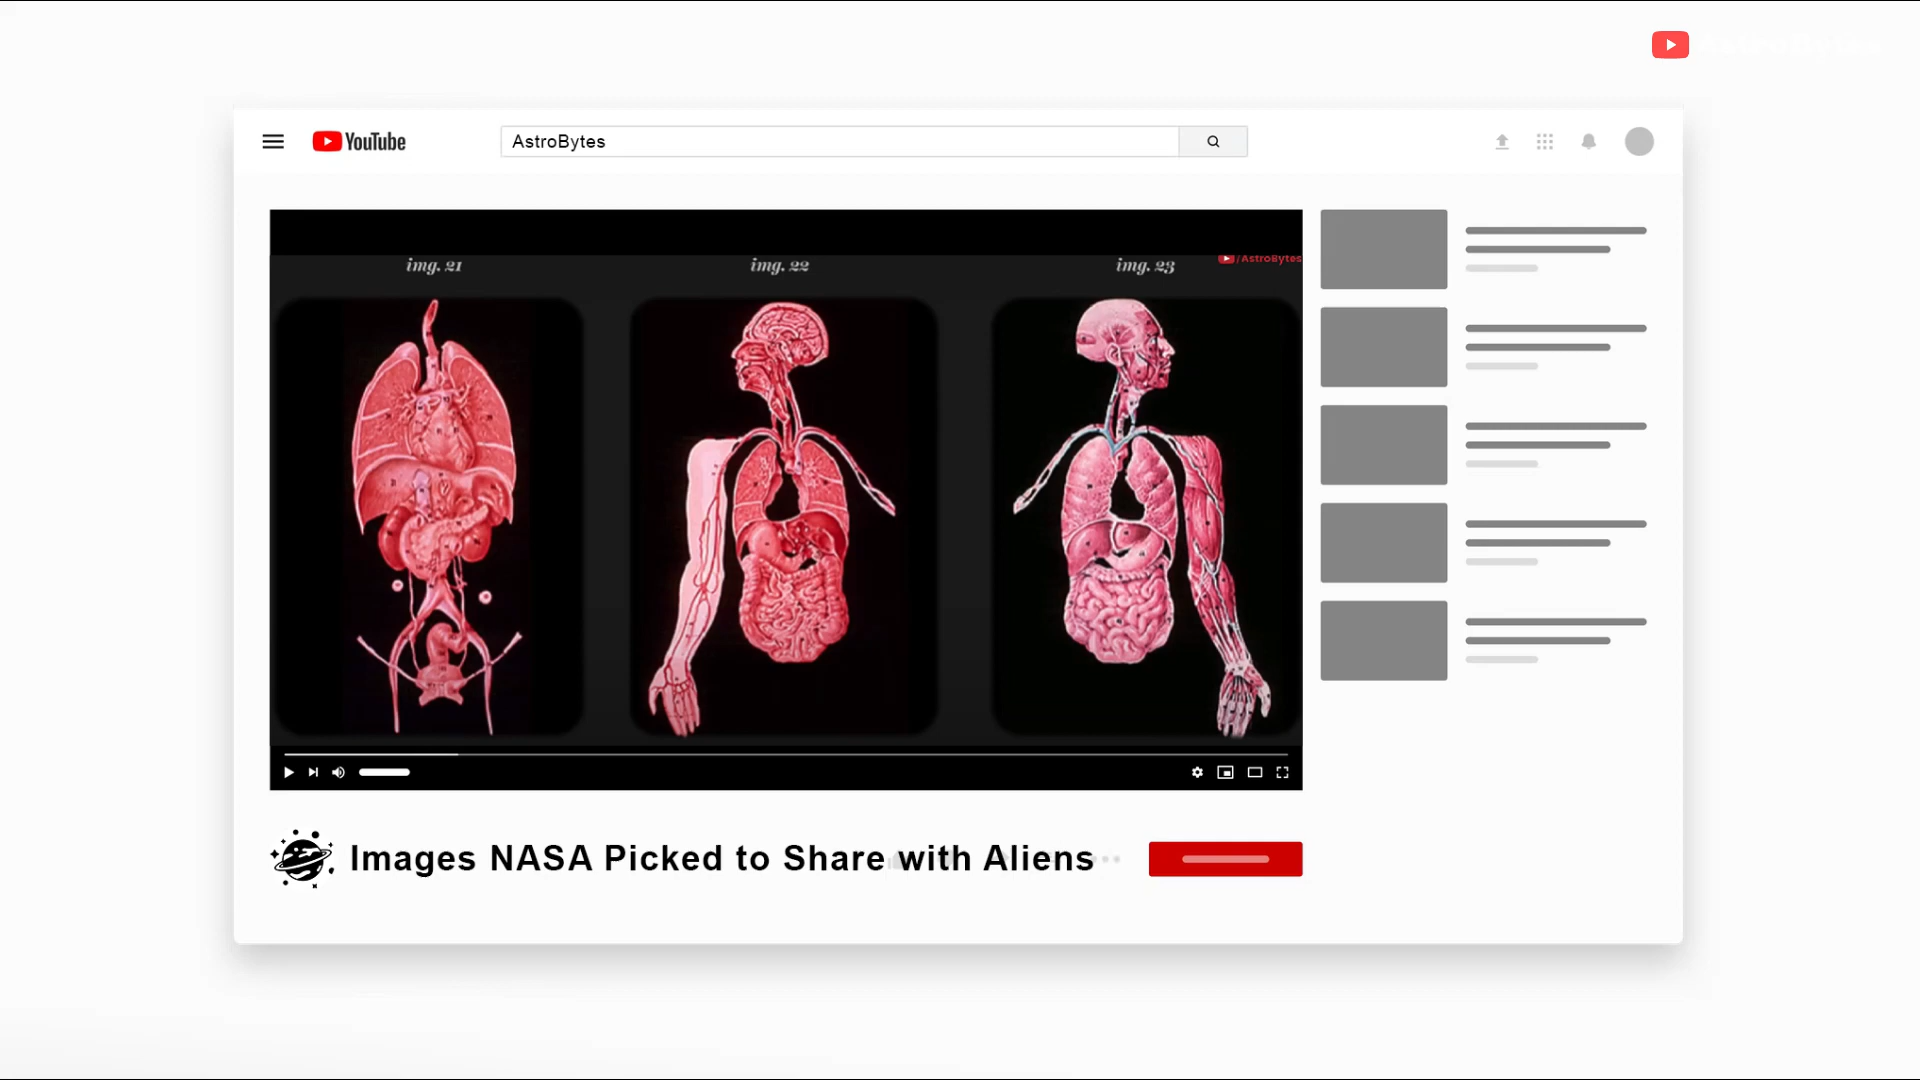 YouTube
AstroBytes
img. 21
img. 22
img. 23
/AstroBytes
Images NASA Picked to Share with Aliens